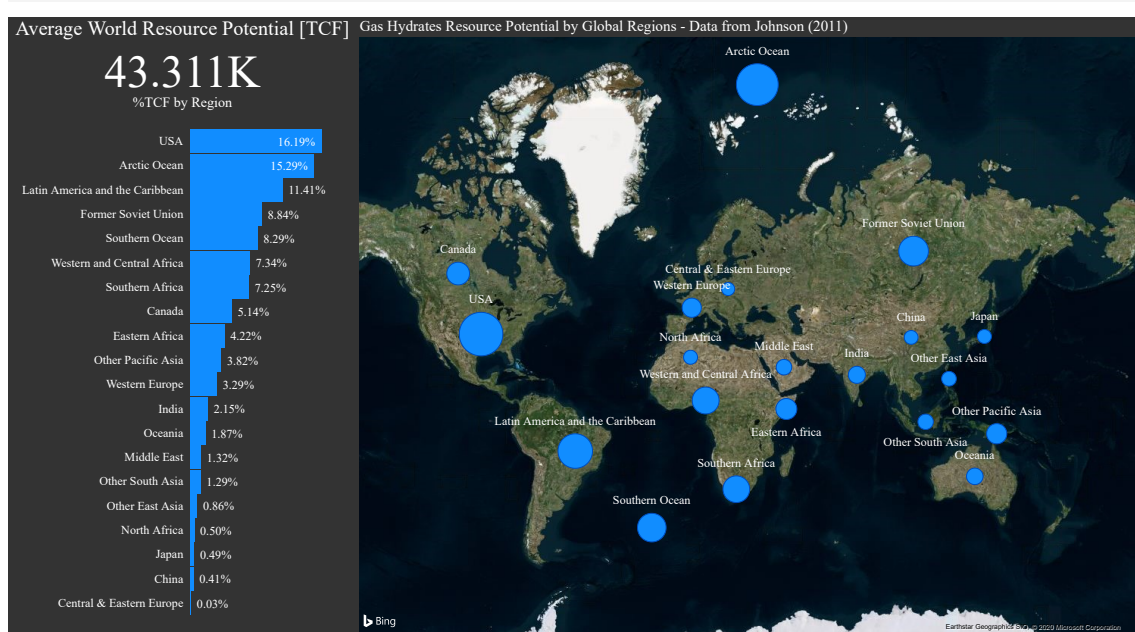 Average World Resource Potential [TCF]
43.311K
%TCF by Region
USA 16.19%
Arctic Ocean 15.29%
Latin America and the Caribbean 11.41%
Former Soviet Union 8.84%
Southern Ocean 8.29%
Western and Central Africa 7.34%
Southern Africa 7.25%
Canada 5.14%
Eastern Africa 4.22%
Other Pacific Asia 3.82%
Western Europe 3.29%
India 2.15%
Oceania 1.87%
Middle East 1.32%
Other South Asia 1.29%
Other East Asia 0.86%
North Africa 0.50%
Japan 0.49%
China 0.41%
Central & Eastern Europe 0.03%
Gas Hydrates Resource Potential by Global Regions - Data from Johnson (2011)
Arctic Ocean
Former Soviet Union
Canada
Central & Eastern Europe
Western Europe
USA
China
Japan
North Africa
Middle East
India
Other East Asia
Western and Central Africa
Other Pacific Asia
Latin America and the Caribbean
Eastern Africa
Other South Asia
Oceania
Southern Africa
Southern Ocean
Bing
Earthstar Geographics © 2020 Microsoft Corporation